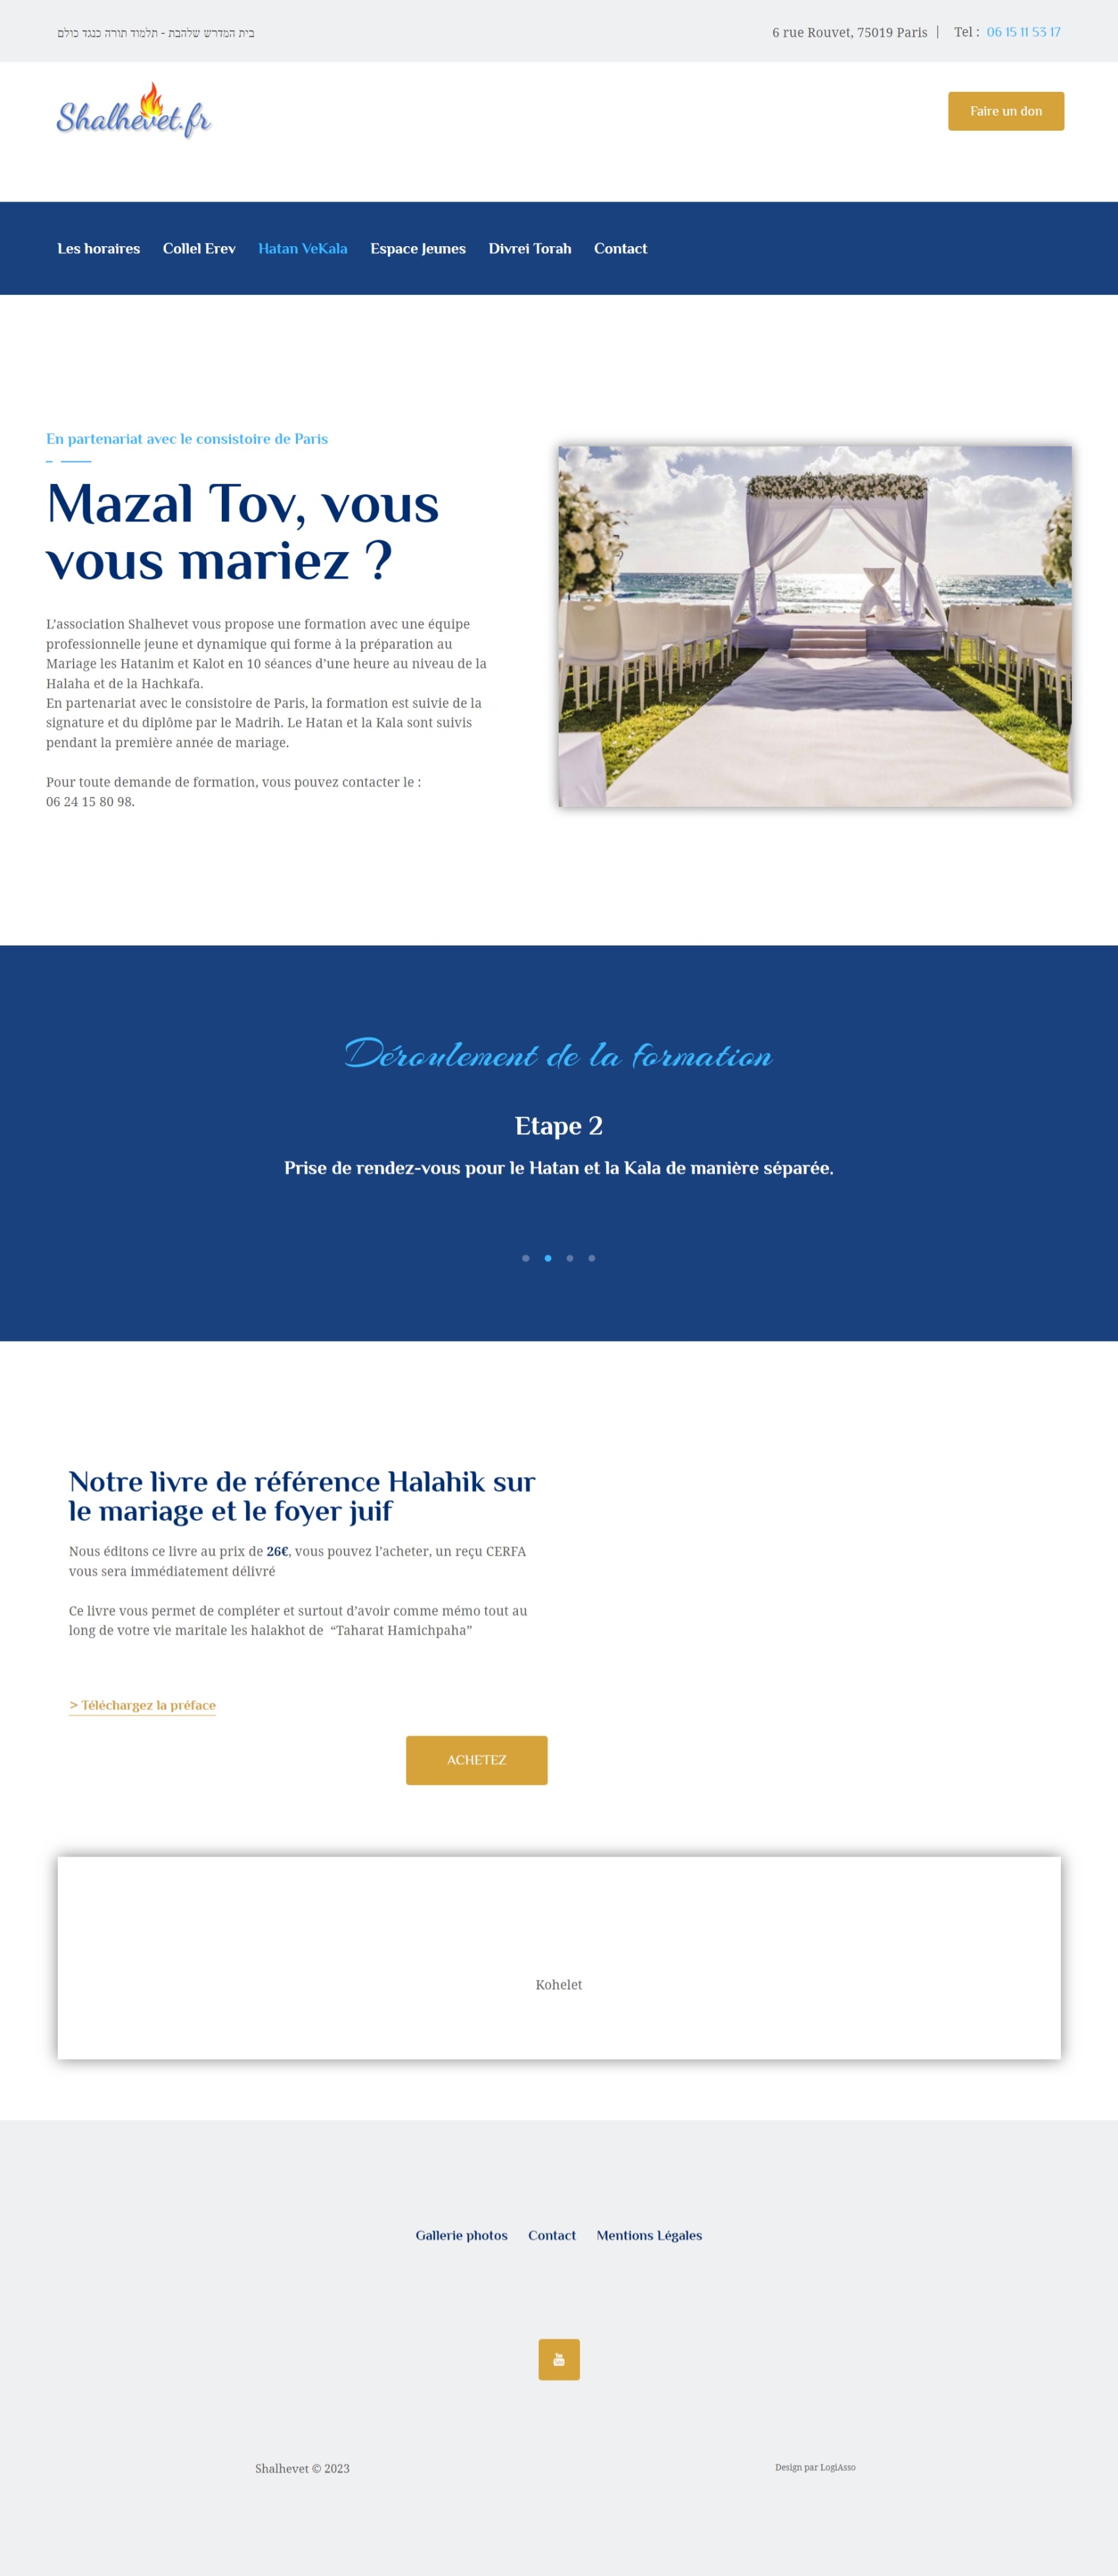 בית המדרש שלהבת - תלמוד תורה כנגד כולם
6 rue Rouvet, 75019 Paris | Tel : 06 15 11 53 17
Shalhevet.fr
Faire un don
Les horaires Collel Erev Hatan VeKala Espace Jeunes Divrei Torah Contact
En partenariat avec le consistoire de Paris
Mazal Tov, vous
vous mariez ?
L'association Shalhevet vous propose une formation avec une équipe
professionnelle jeune et dynamique qui forme à la préparation au
Mariage les Hatanim et Kalot en 10 séances d'une heure au niveau de la
Halaha et de la Hachkafa.
En partenariat avec le consistoire de Paris, la formation est suivie de la
signature et du diplôme par le Madrih. Le Hatan et la Kala sont suivis
pendant la première année de mariage.
Pour toute demande de formation, vous pouvez contacter le :
06 24 15 80 98.
Déroulement de la formation
Etape 2
Prise de rendez-vous pour le Hatan et la Kala de manière séparée.
Notre livre de référence Halahik sur
le mariage et le foyer juif
Nous éditons ce livre au prix de 26€, vous pouvez l'acheter, un reçu CERFA
vous sera immédiatement délivré
Ce livre vous permet de compléter et surtout d'avoir comme mémo tout au
long de votre vie maritale les halakhot de “Taharat Hamichpaha”
> Téléchargez la préface
ACHETEZ
Kohelet
Gallerie photos Contact Mentions Légales
Shalhevet © 2023
Design par LogiAsso